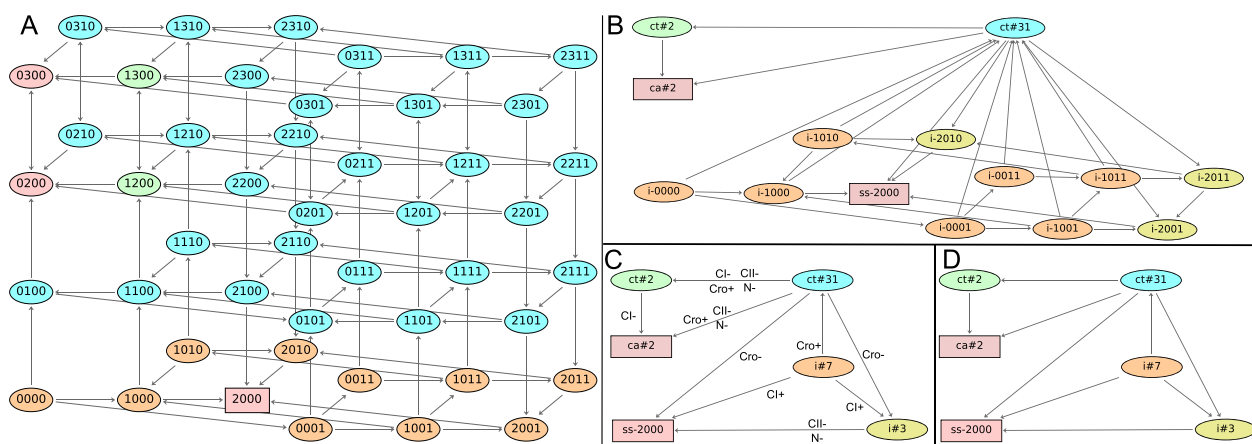 A
0310 1310 2310
0311 1311 2311
0300 1300 2300
0301 1301 2301
0210 1210 2210
0211 1211 2211
0200 1200 2200
0201 1201 2201
1110 2110
0111 1111 2111
0100 1100 2100
0101 1101 2101
1010 2010
0011 1011 2011
0000 1000 2000
0001 1001 2001
B
ct#2 ct#31
ca#2
i-1010 i-2010
i-0011 i-1011 i-2011
i-0000 i-1000 ss-2000
i-0001 i-1001 i-2001
C
ct#2 CI- CII- ct#31
Cro+ N-
CI- Cro+ CII-
N-
ca#2 Cro+ Cro-
Cro- i#7
CI+ CI+
ss-2000 CII- i#3
N-
D
ct#2 ct#31
ca#2
i#7
ss-2000 i#3